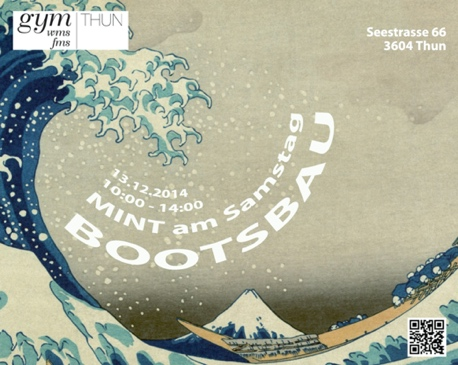 gym THUN
wms
fms
Seestrasse 66
3604 Thun
13.12.2014
10:00 - 14:00
MINT am Samstag
BOOTSBAU